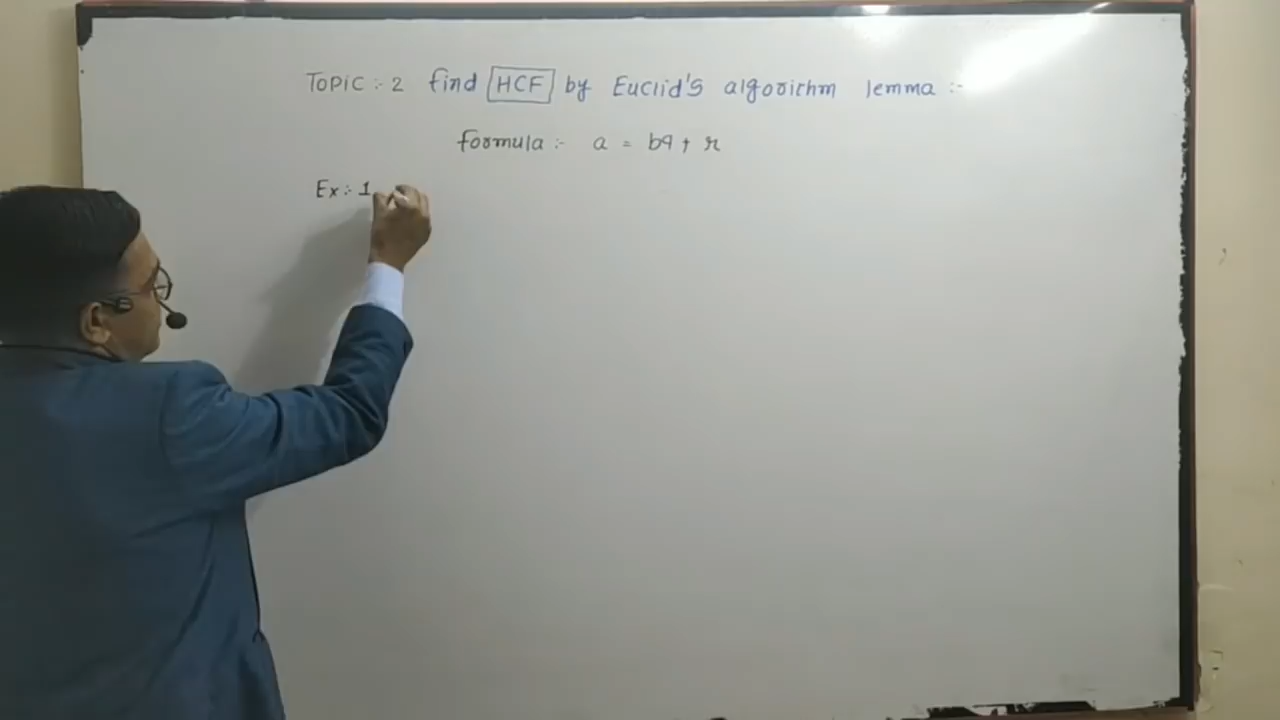 TOPIC :- 2 find HCF by Euclid's algorithm lemma :-
formula :- a = bq + r
Ex :- 1